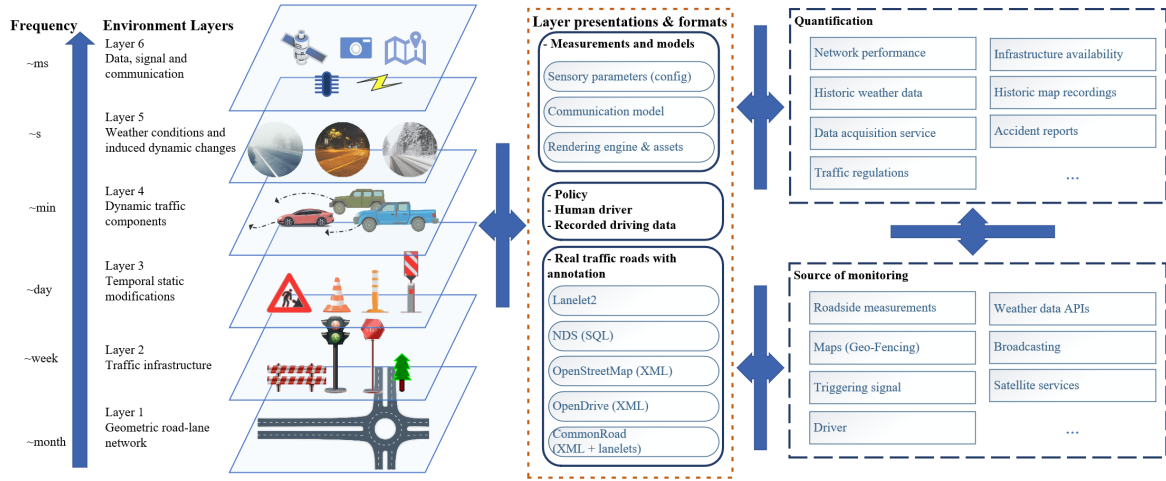 Frequency
Environment Layers
~ms
Layer 6
Data, signal and
communication
~s
Layer 5
Weather conditions and
induced dynamic changes
~min
Layer 4
Dynamic traffic
components
~day
Layer 3
Temporal static
modifications
~week
Layer 2
Traffic infrastructure
~month
Layer 1
Geometric road-lane
network
Layer presentations & formats
- Measurements and models
Sensory parameters (config)
Communication model
Rendering engine & assets
- Policy
- Human driver
- Recorded driving data
- Real traffic roads with
annotation
Lanelet2
NDS (SQL)
OpenStreetMap (XML)
OpenDrive (XML)
CommonRoad
(XML + lanelets)
Quantification
Network performance
Infrastructure availability
Historic weather data
Historic map recordings
Data acquisition service
Accident reports
Traffic regulations
...
Source of monitoring
Roadside measurements
Weather data APIs
Maps (Geo-Fencing)
Broadcasting
Triggering signal
Satellite services
Driver
...